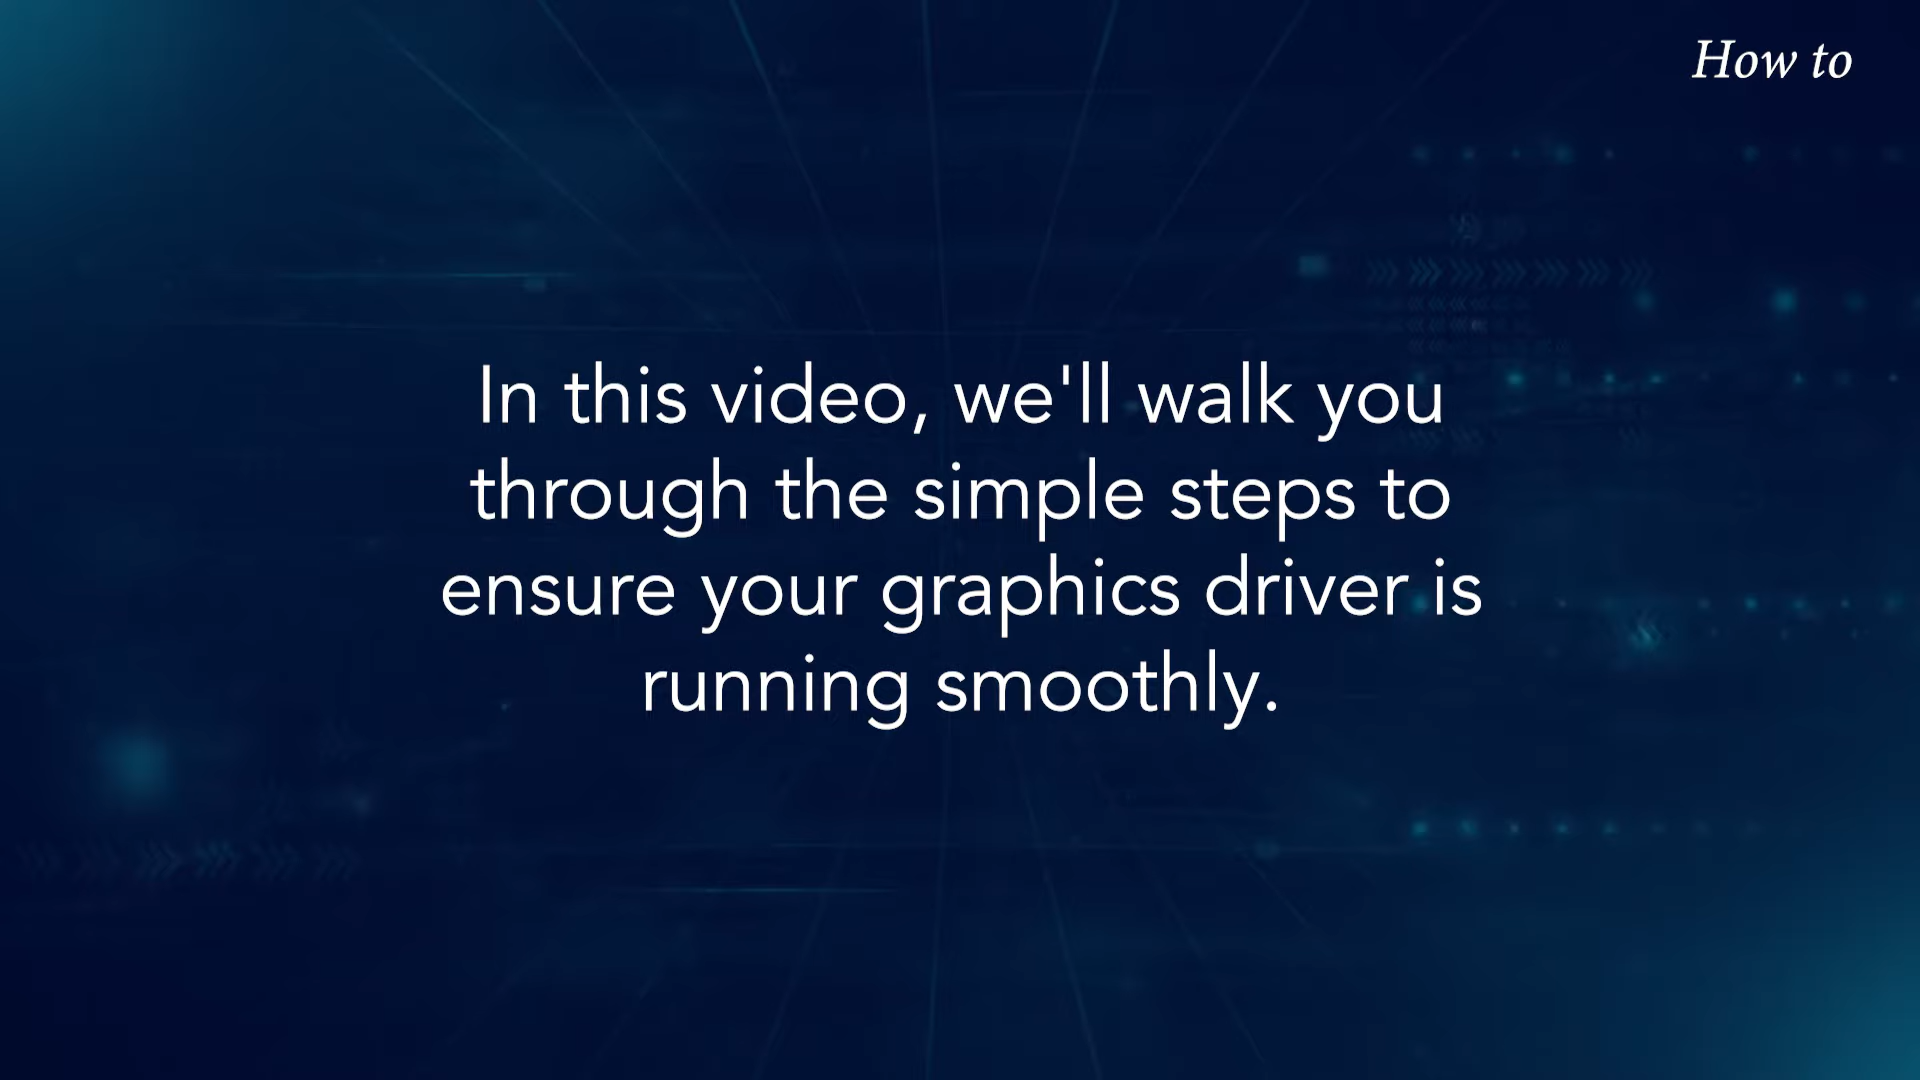 How to
In this video, we'll walk you
through the simple steps to
ensure your graphics driver is
running smoothly.